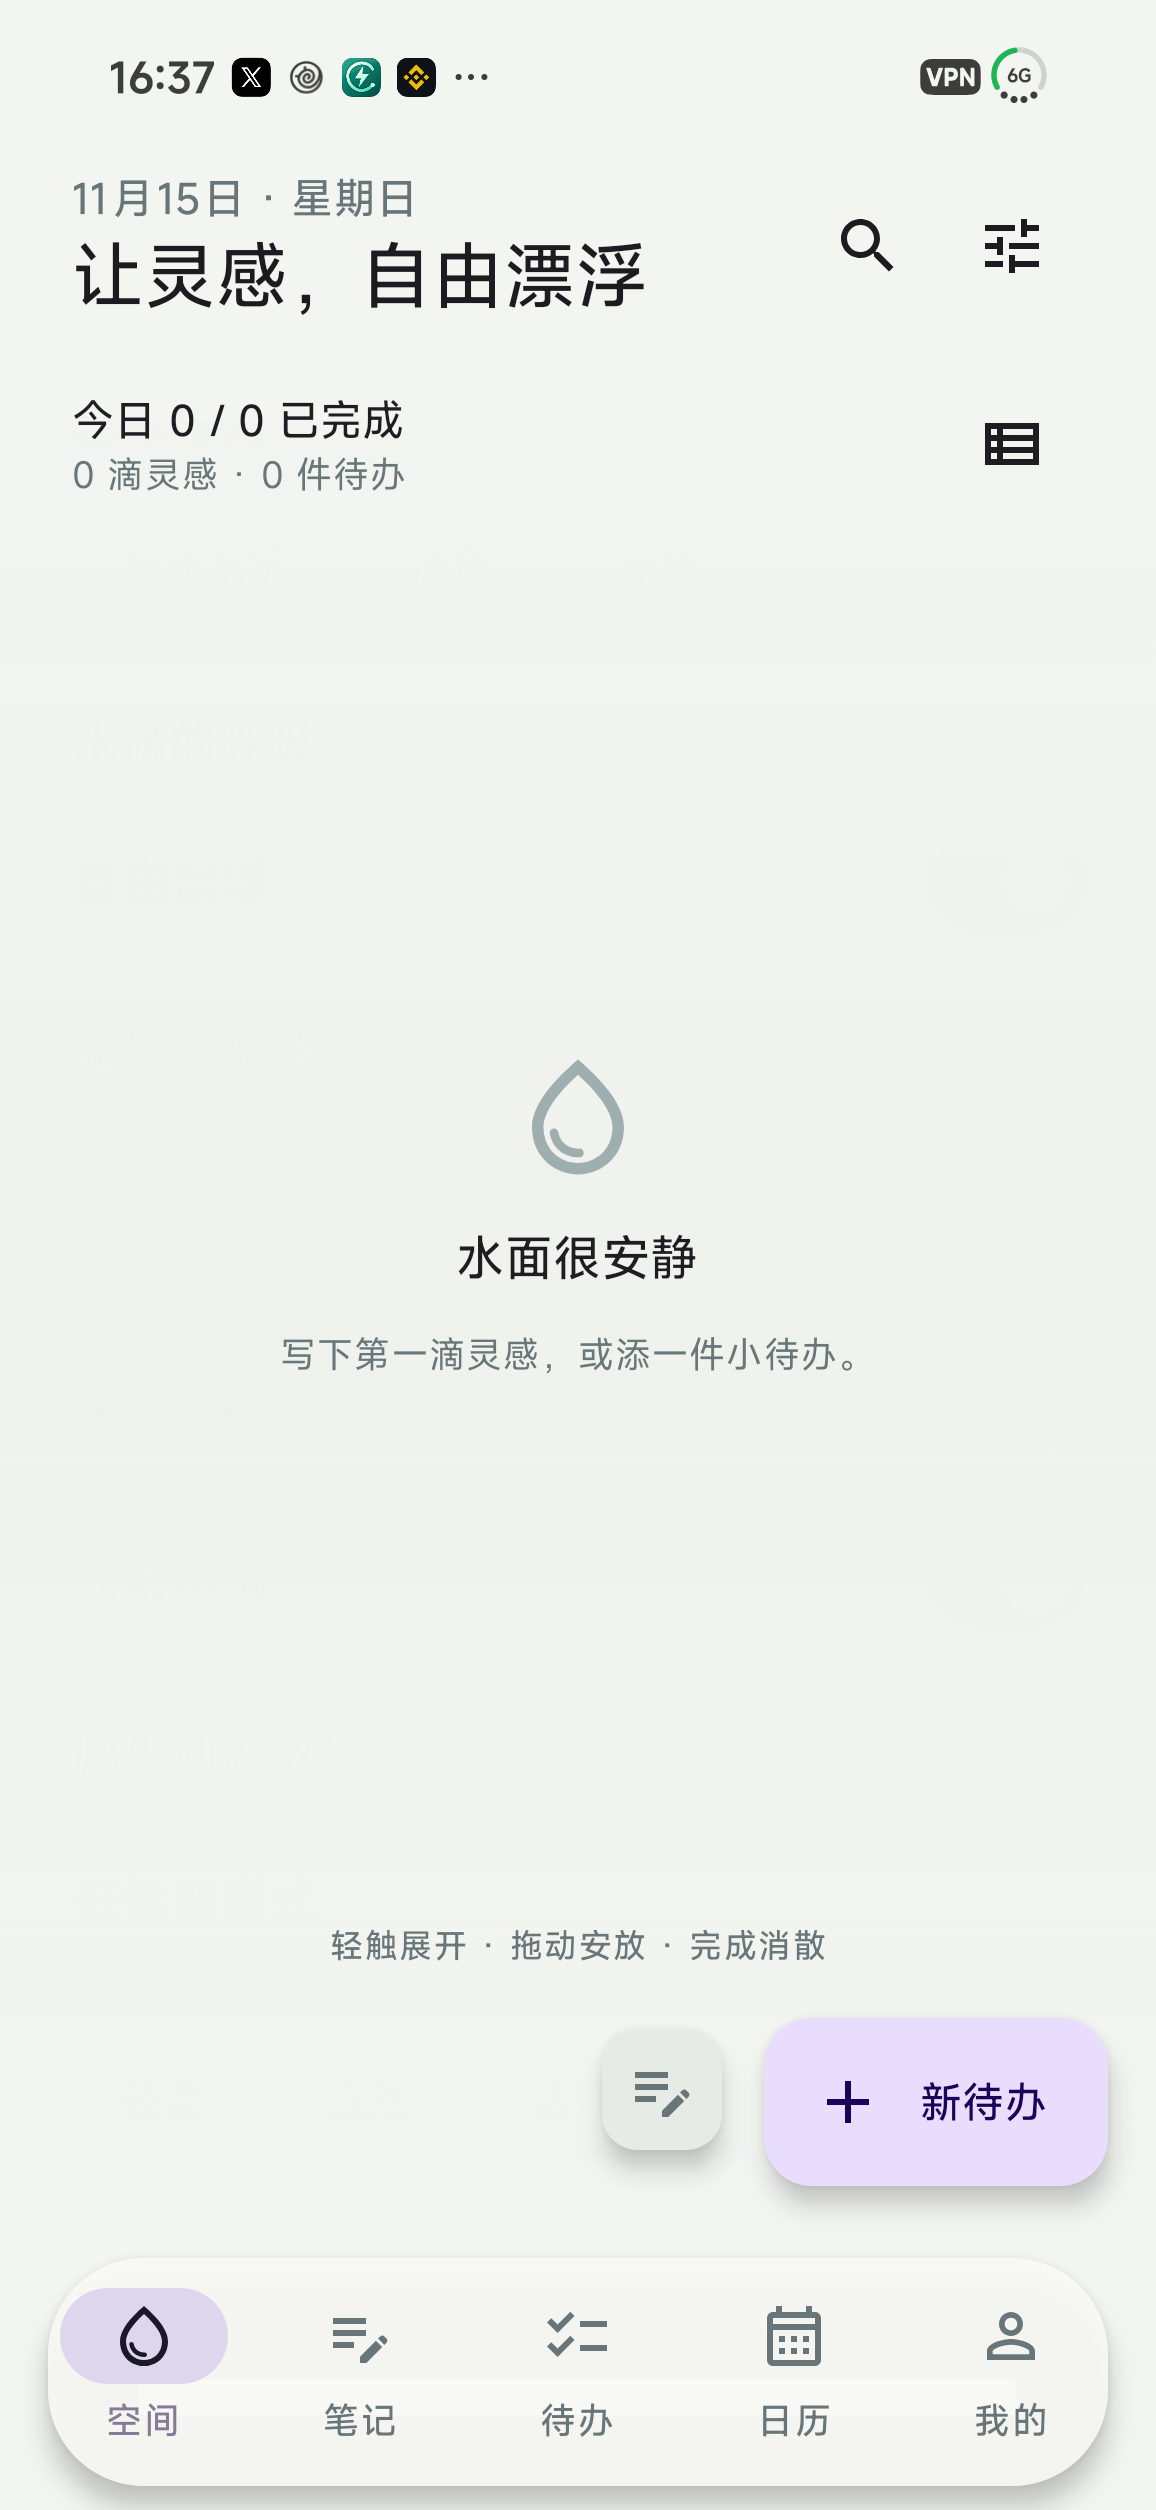 16:37
VPN 6G
11月15日 · 星期日
让灵感，自由漂浮
今日 0 / 0 已完成
0 滴灵感 · 0 件待办
水面很安静
写下第一滴灵感，或添一件小待办。
轻触展开 · 拖动安放 · 完成消散
新待办
空间
笔记
待办
日历
我的